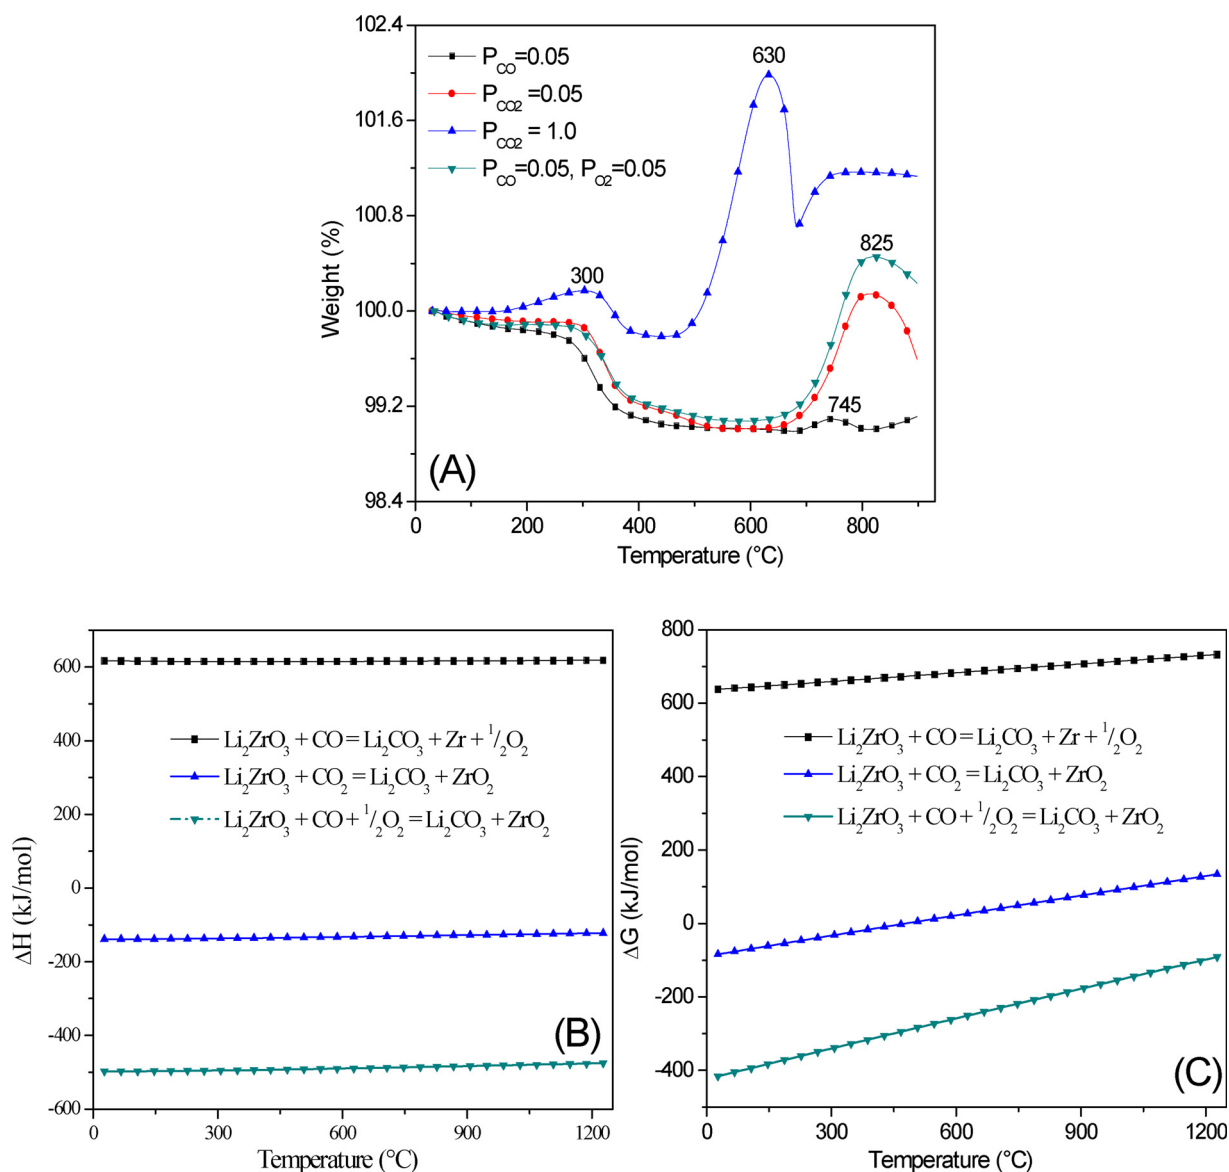 102.4
101.6
100.8
100.0
99.2
98.4
Weight (%)
P_CO=0.05
P_CO2 =0.05
P_CO2 = 1.0
P_CO=0.05, P_O2=0.05
630
300
825
745
(A)
0 200 400 600 800
Temperature (°C)
600
400
200
0
-200
-400
-600
ΔH (kJ/mol)
Li₂ZrO₃ + CO = Li₂CO₃ + Zr + ¹/₂O₂
Li₂ZrO₃ + CO₂ = Li₂CO₃ + ZrO₂
Li₂ZrO₃ + CO + ¹/₂O₂ = Li₂CO₃ + ZrO₂
(B)
0 300 600 900 1200
Temperature (°C)
800
600
400
200
0
-200
-400
ΔG (kJ/mol)
Li₂ZrO₃ + CO = Li₂CO₃ + Zr + ¹/₂O₂
Li₂ZrO₃ + CO₂ = Li₂CO₃ + ZrO₂
Li₂ZrO₃ + CO + ¹/₂O₂ = Li₂CO₃ + ZrO₂
(C)
0 300 600 900 1200
Temperature (°C)